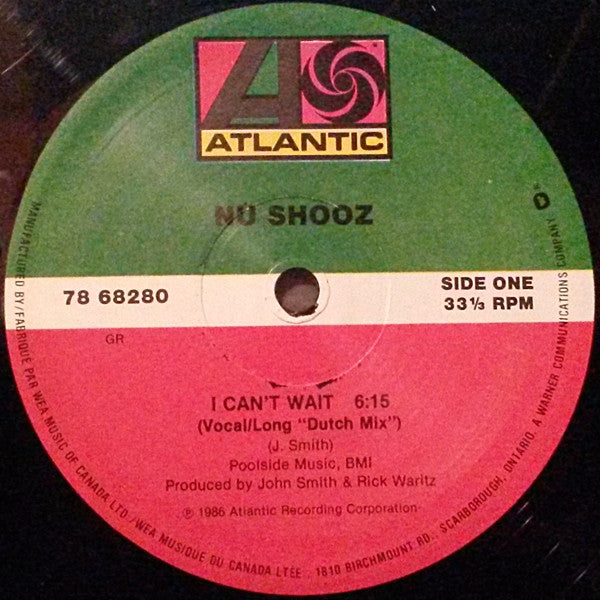 A
ATLANTIC
NU SHOOZ
78 68280
SIDE ONE
33⅓ RPM
GR
I CAN'T WAIT 6:15
(Vocal/Long "Dutch Mix")
(J. Smith)
Poolside Music, BMI
Produced by John Smith & Rick Waritz
℗ 1986 Atlantic Recording Corporation
MANUFACTURED BY/FABRIQUÉ PAR WEA MUSIC OF CANADA LTD./WEA MUSIQUE DU CANADA LTÉE., 1810 BIRCHMOUNT RD., SCARBOROUGH, ONTARIO. A WARNER COMMUNICATIONS COMPANY